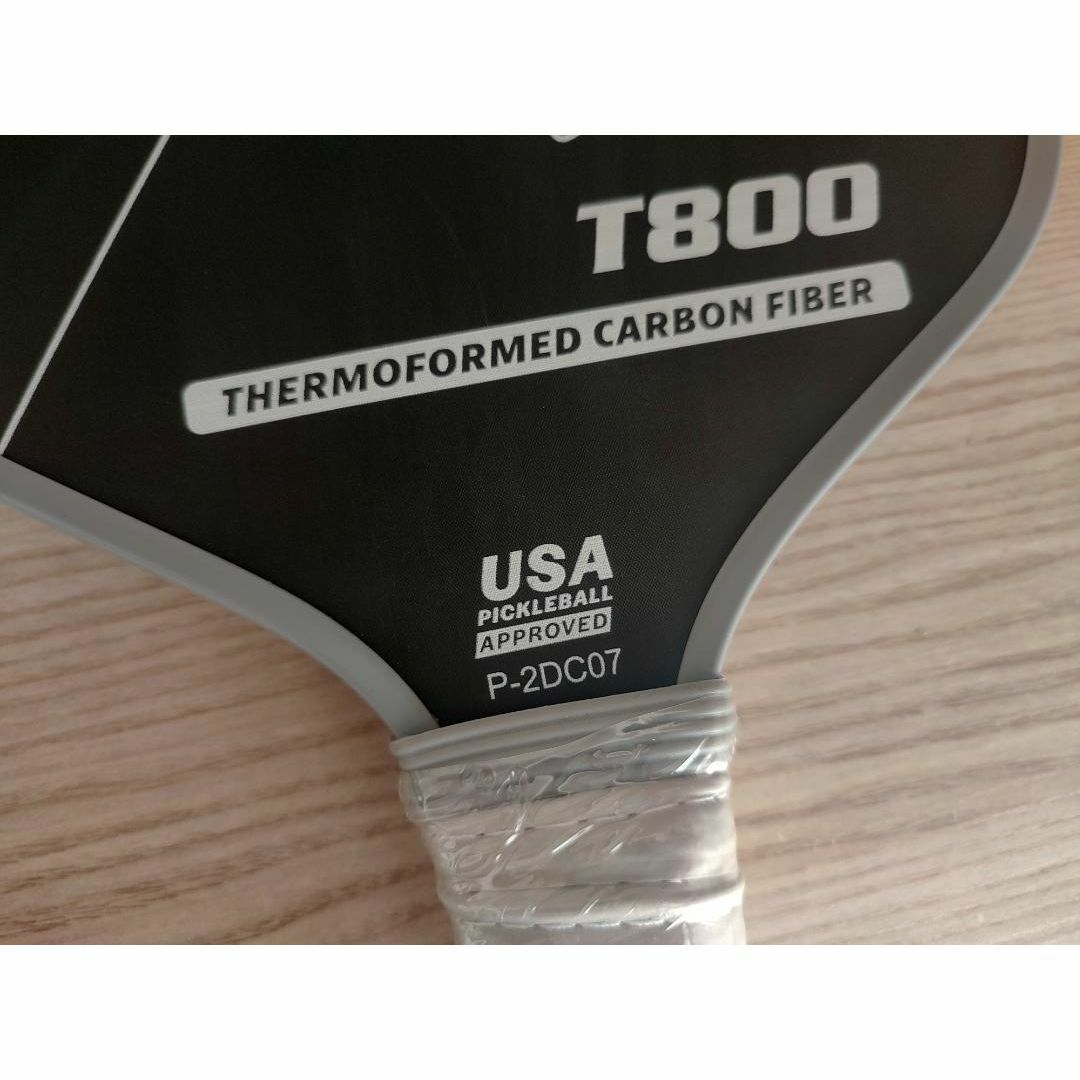 T800
THERMOFORMED CARBON FIBER
USA
PICKLEBALL
APPROVED
P-2DC07